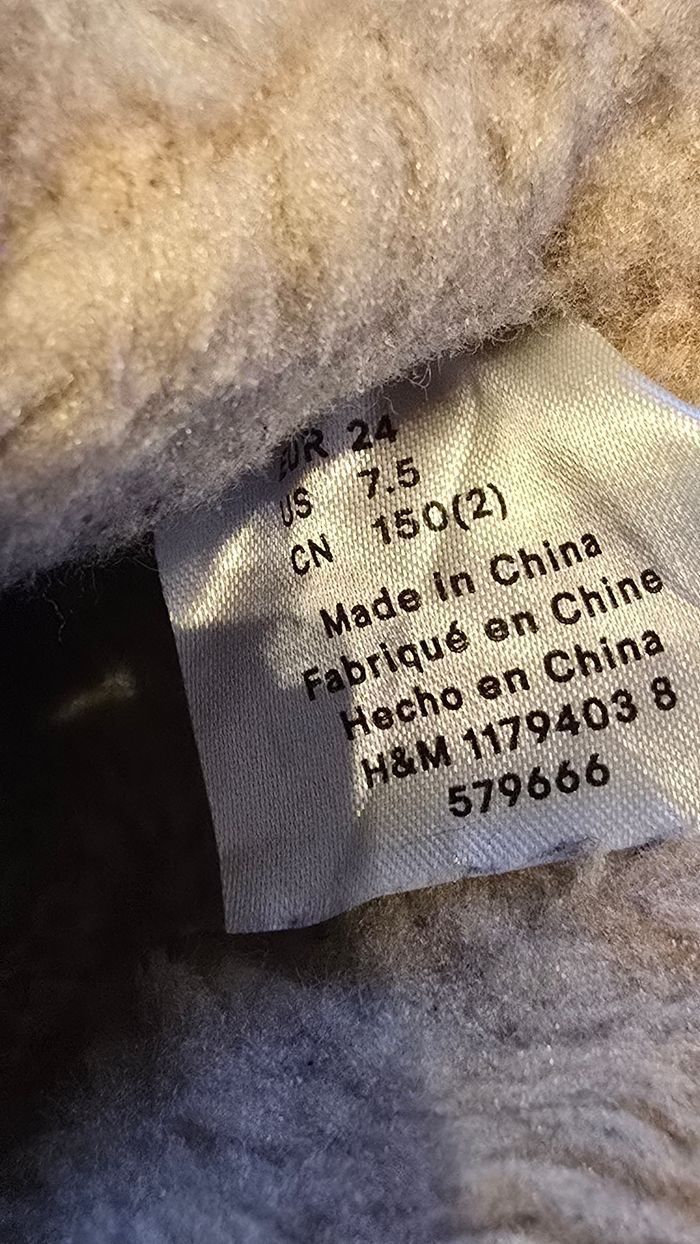 EUR 24
US 7.5
CN 150(2)
Made in China
Fabriqué en Chine
Hecho en China
H&M 1179403 8
579666